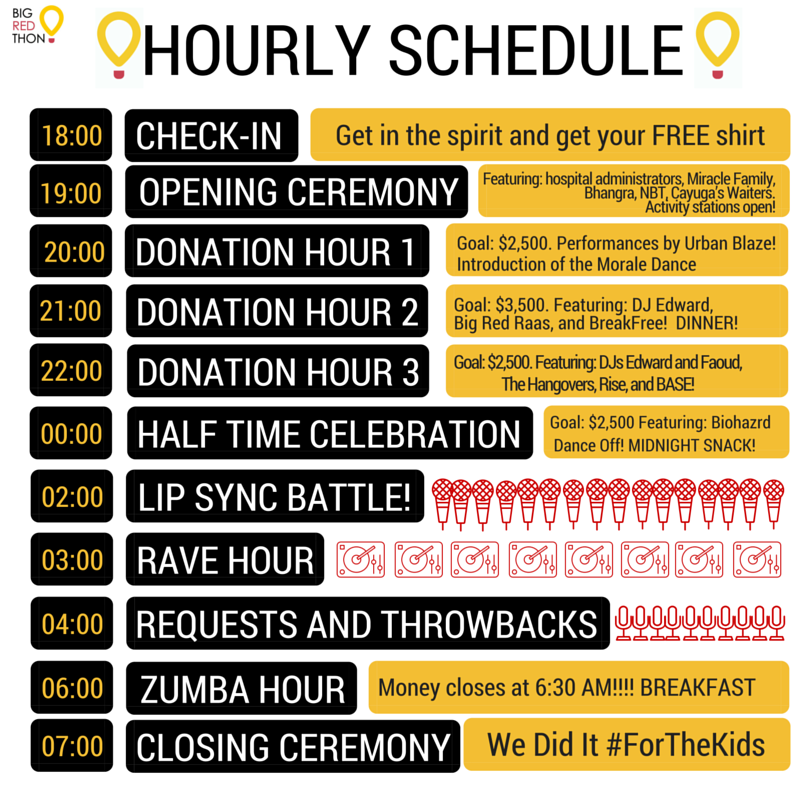 BIG
RED
THON
HOURLY SCHEDULE
18:00 CHECK-IN Get in the spirit and get your FREE shirt
19:00 OPENING CEREMONY Featuring: hospital administrators, Miracle Family,
Bhangra, NBT, Cayuga's Waiters.
Activity stations open!
20:00 DONATION HOUR 1 Goal: $2,500. Performances by Urban Blaze!
Introduction of the Morale Dance
21:00 DONATION HOUR 2 Goal: $3,500. Featuring: DJ Edward,
Big Red Raas, and BreakFree! DINNER!
22:00 DONATION HOUR 3 Goal: $2,500. Featuring: DJs Edward and Faoud,
The Hangovers, Rise, and BASE!
00:00 HALF TIME CELEBRATION Goal: $2,500 Featuring: Biohazrd
Dance Off! MIDNIGHT SNACK!
02:00 LIP SYNC BATTLE!
03:00 RAVE HOUR
04:00 REQUESTS AND THROWBACKS
06:00 ZUMBA HOUR Money closes at 6:30 AM!!!! BREAKFAST
07:00 CLOSING CEREMONY We Did It #ForTheKids